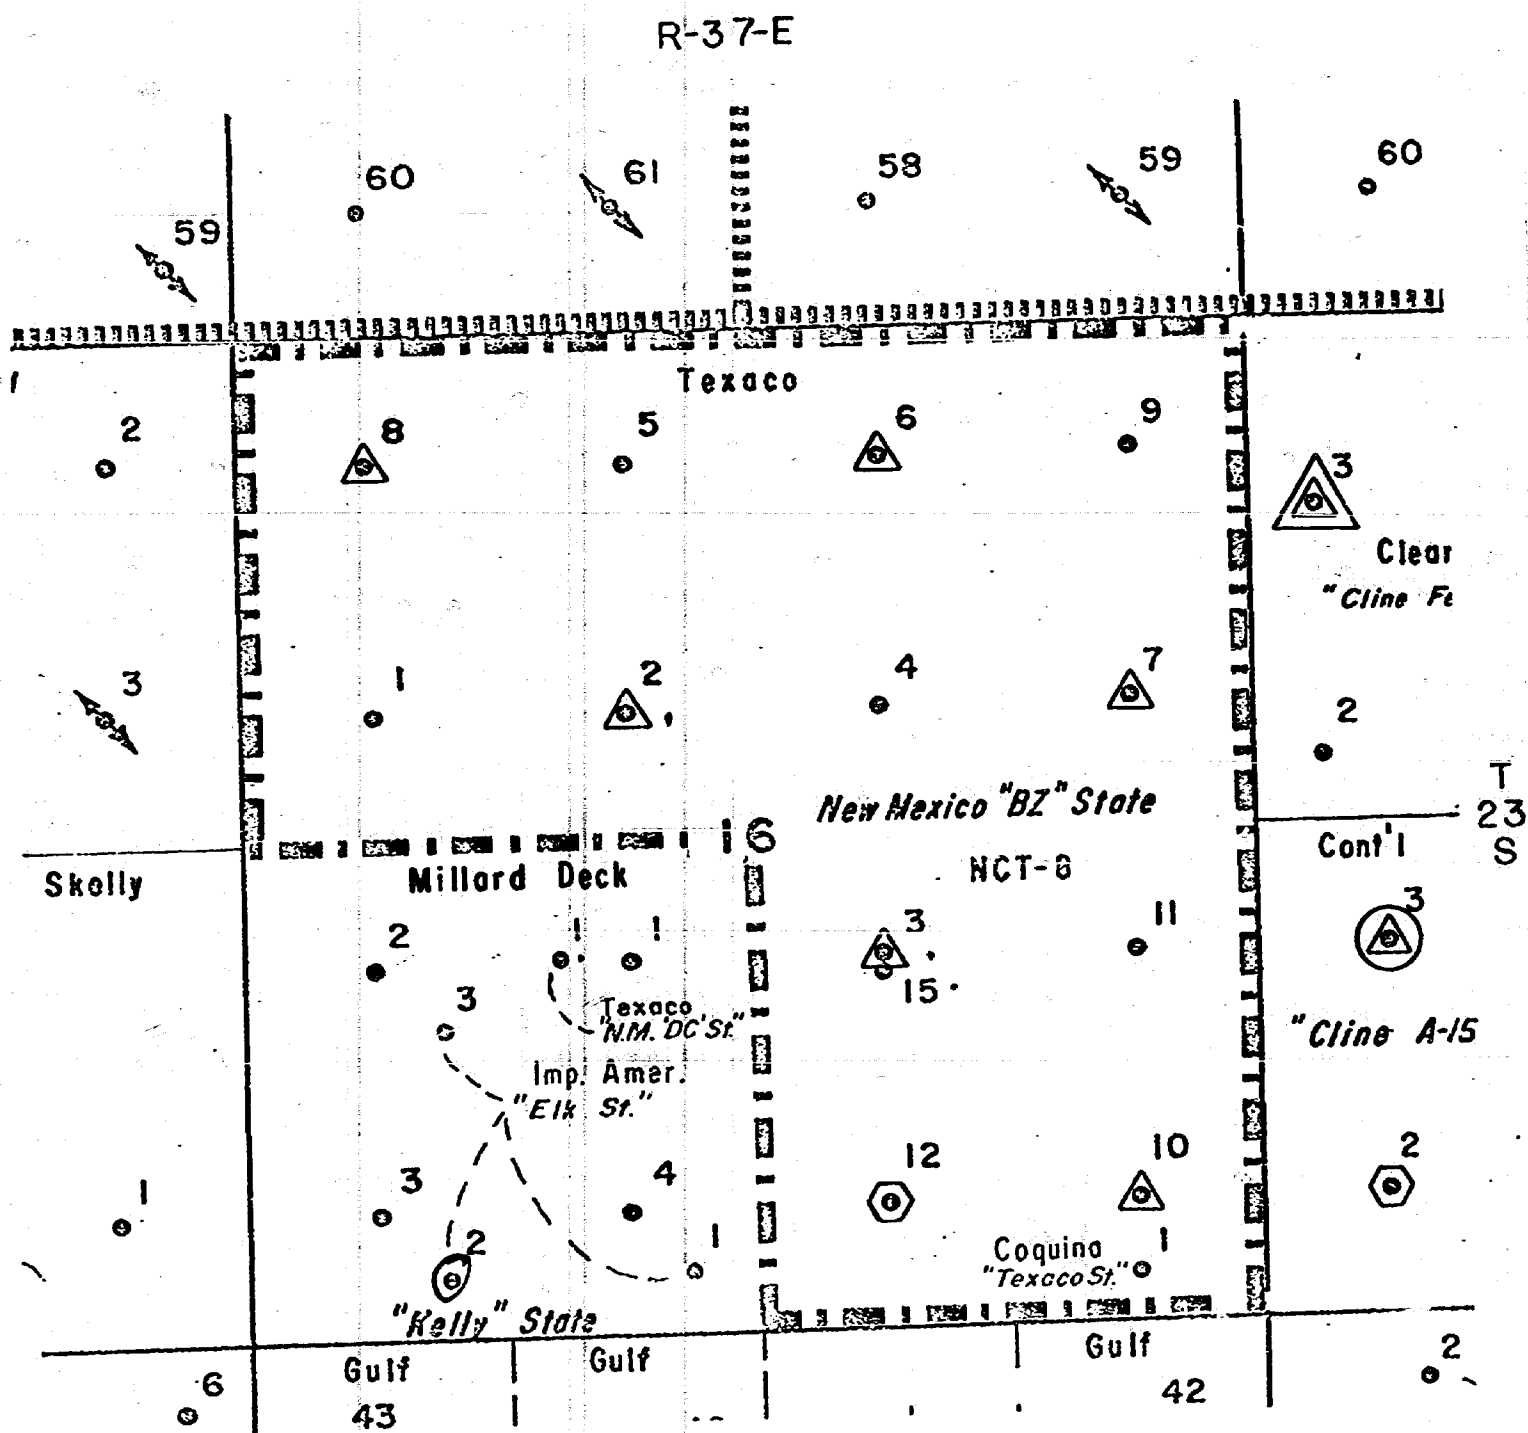 R-37-E
60
61
58
59
60
59
Texaco
2
8
5
6
9
3
Clear
"Cline
3
1
2
4
7
2
New Mexico "BZ" State
T
23
S
16
Skelly
Millard Deck
NCT-6
Cont'l
2
1
1
3
11
3
3
15
Texaco
"N.M. 'DC' St."
"Cline A-15
Imp. Amer.
"Elk St."
1
3
4
12
10
2
2
1
Coquina
1
"Texaco St."
"Kelly" State
Gulf
Gulf
Gulf
6
43
42
2